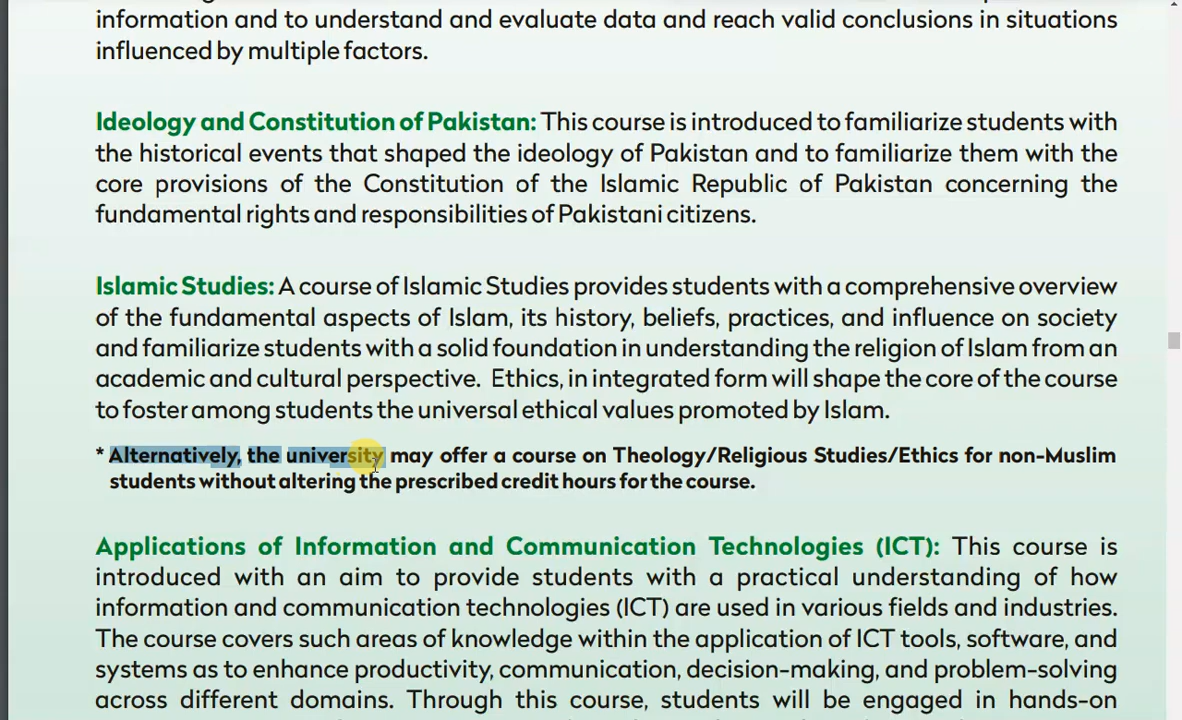 information and to understand and evaluate data and reach valid conclusions in situations
influenced by multiple factors.
Ideology and Constitution of Pakistan: This course is introduced to familiarize students with
the historical events that shaped the ideology of Pakistan and to familiarize them with the
core provisions of the Constitution of the Islamic Republic of Pakistan concerning the
fundamental rights and responsibilities of Pakistani citizens.
Islamic Studies: A course of Islamic Studies provides students with a comprehensive overview
of the fundamental aspects of Islam, its history, beliefs, practices, and influence on society
and familiarize students with a solid foundation in understanding the religion of Islam from an
academic and cultural perspective. Ethics, in integrated form will shape the core of the course
to foster among students the universal ethical values promoted by Islam.
* Alternatively, the university may offer a course on Theology/Religious Studies/Ethics for non-Muslim
students without altering the prescribed credit hours for the course.
Applications of Information and Communication Technologies (ICT): This course is
introduced with an aim to provide students with a practical understanding of how
information and communication technologies (ICT) are used in various fields and industries.
The course covers such areas of knowledge within the application of ICT tools, software, and
systems as to enhance productivity, communication, decision-making, and problem-solving
across different domains. Through this course, students will be engaged in hands-on